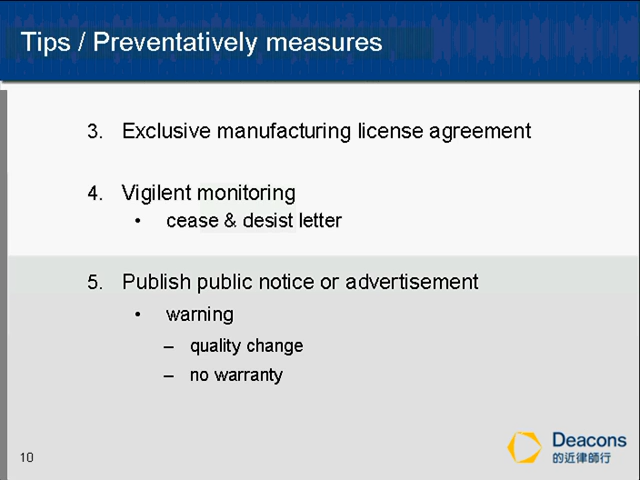 Tips / Preventatively measures
3. Exclusive manufacturing license agreement
4. Vigilent monitoring
• cease & desist letter
5. Publish public notice or advertisement
• warning
– quality change
– no warranty
Deacons
的近律師行
10